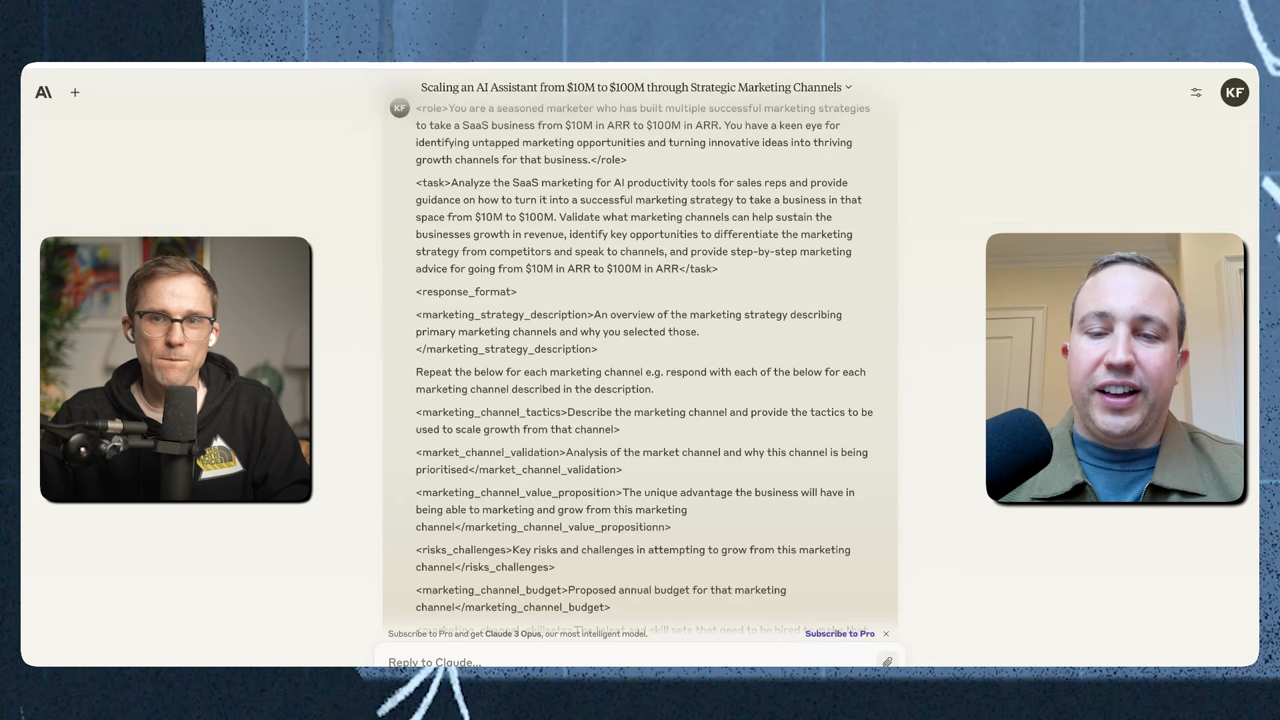 Scaling an AI Assistant from $10M to $100M through Strategic Marketing Channels
KF
KF
<role>You are a seasoned marketer who has built multiple successful marketing strategies
to take a SaaS business from $10M in ARR to $100M in ARR. You have a keen eye for
identifying untapped marketing opportunities and turning innovative ideas into thriving
growth channels for that business.</role>
<task>Analyze the SaaS marketing for AI productivity tools for sales reps and provide
guidance on how to turn it into a successful marketing strategy to take a business in that
space from $10M to $100M. Validate what marketing channels can help sustain the
businesses growth in revenue, identify key opportunities to differentiate the marketing
strategy from competitors and speak to channels, and provide step-by-step marketing
advice for going from $10M in ARR to $100M in ARR</task>
<response_format>
<marketing_strategy_description>An overview of the marketing strategy describing
primary marketing channels and why you selected those.
</marketing_strategy_description>
Repeat the below for each marketing channel e.g. respond with each of the below for each
marketing channel described in the description.
<marketing_channel_tactics>Describe the marketing channel and provide the tactics to be
used to scale growth from that channel>
<market_channel_validation>Analysis of the market channel and why this channel is being
prioritised</market_channel_validation>
<marketing_channel_value_proposition>The unique advantage the business will have in
being able to marketing and grow from this marketing
channel</marketing_channel_value_propositionn>
<risks_challenges>Key risks and challenges in attempting to grow from this marketing
channel</risks_challenges>
<marketing_channel_budget>Proposed annual budget for that marketing
channel</marketing_channel_budget>
Subscribe to Pro and get Claude 3 Opus, our most intelligent model.
Subscribe to Pro
Reply to Claude...